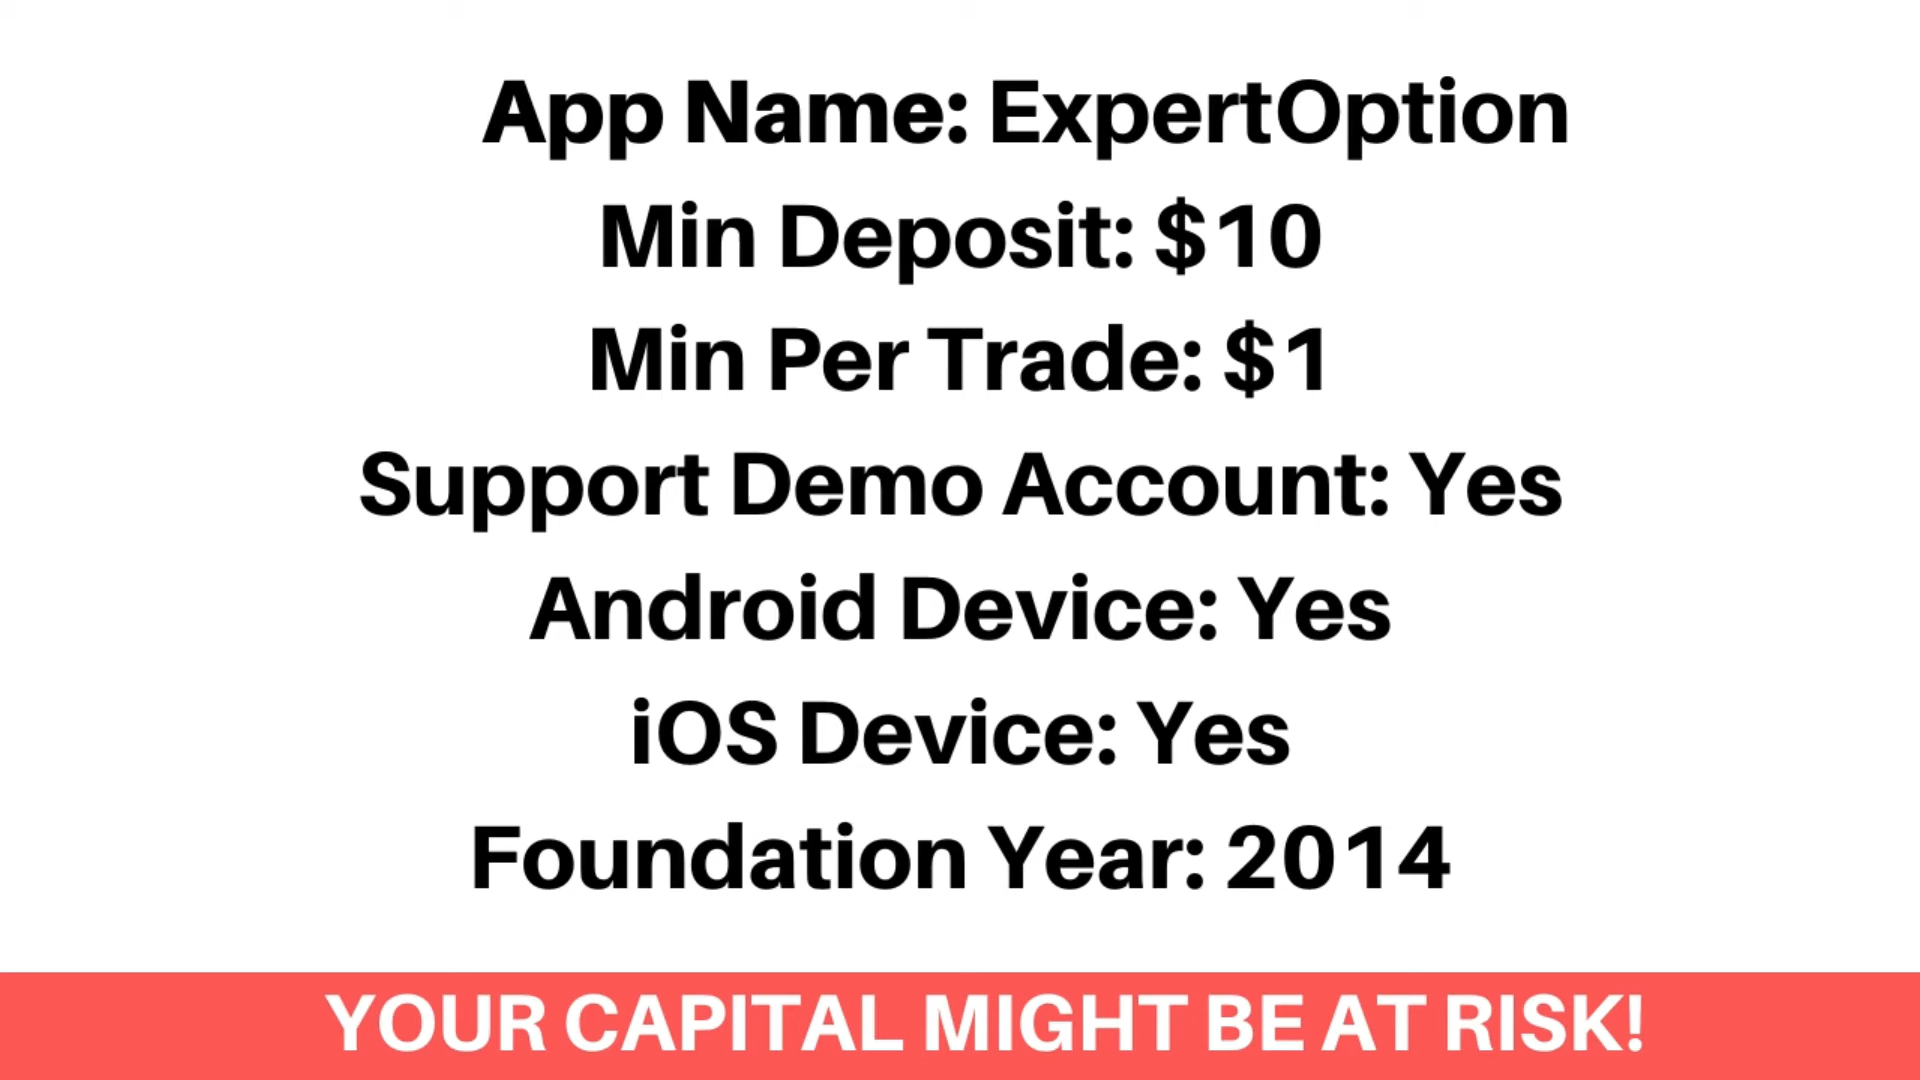 App Name: ExpertOption
Min Deposit: $10
Min Per Trade: $1
Support Demo Account: Yes
Android Device: Yes
iOS Device: Yes
Foundation Year: 2014
YOUR CAPITAL MIGHT BE AT RISK!